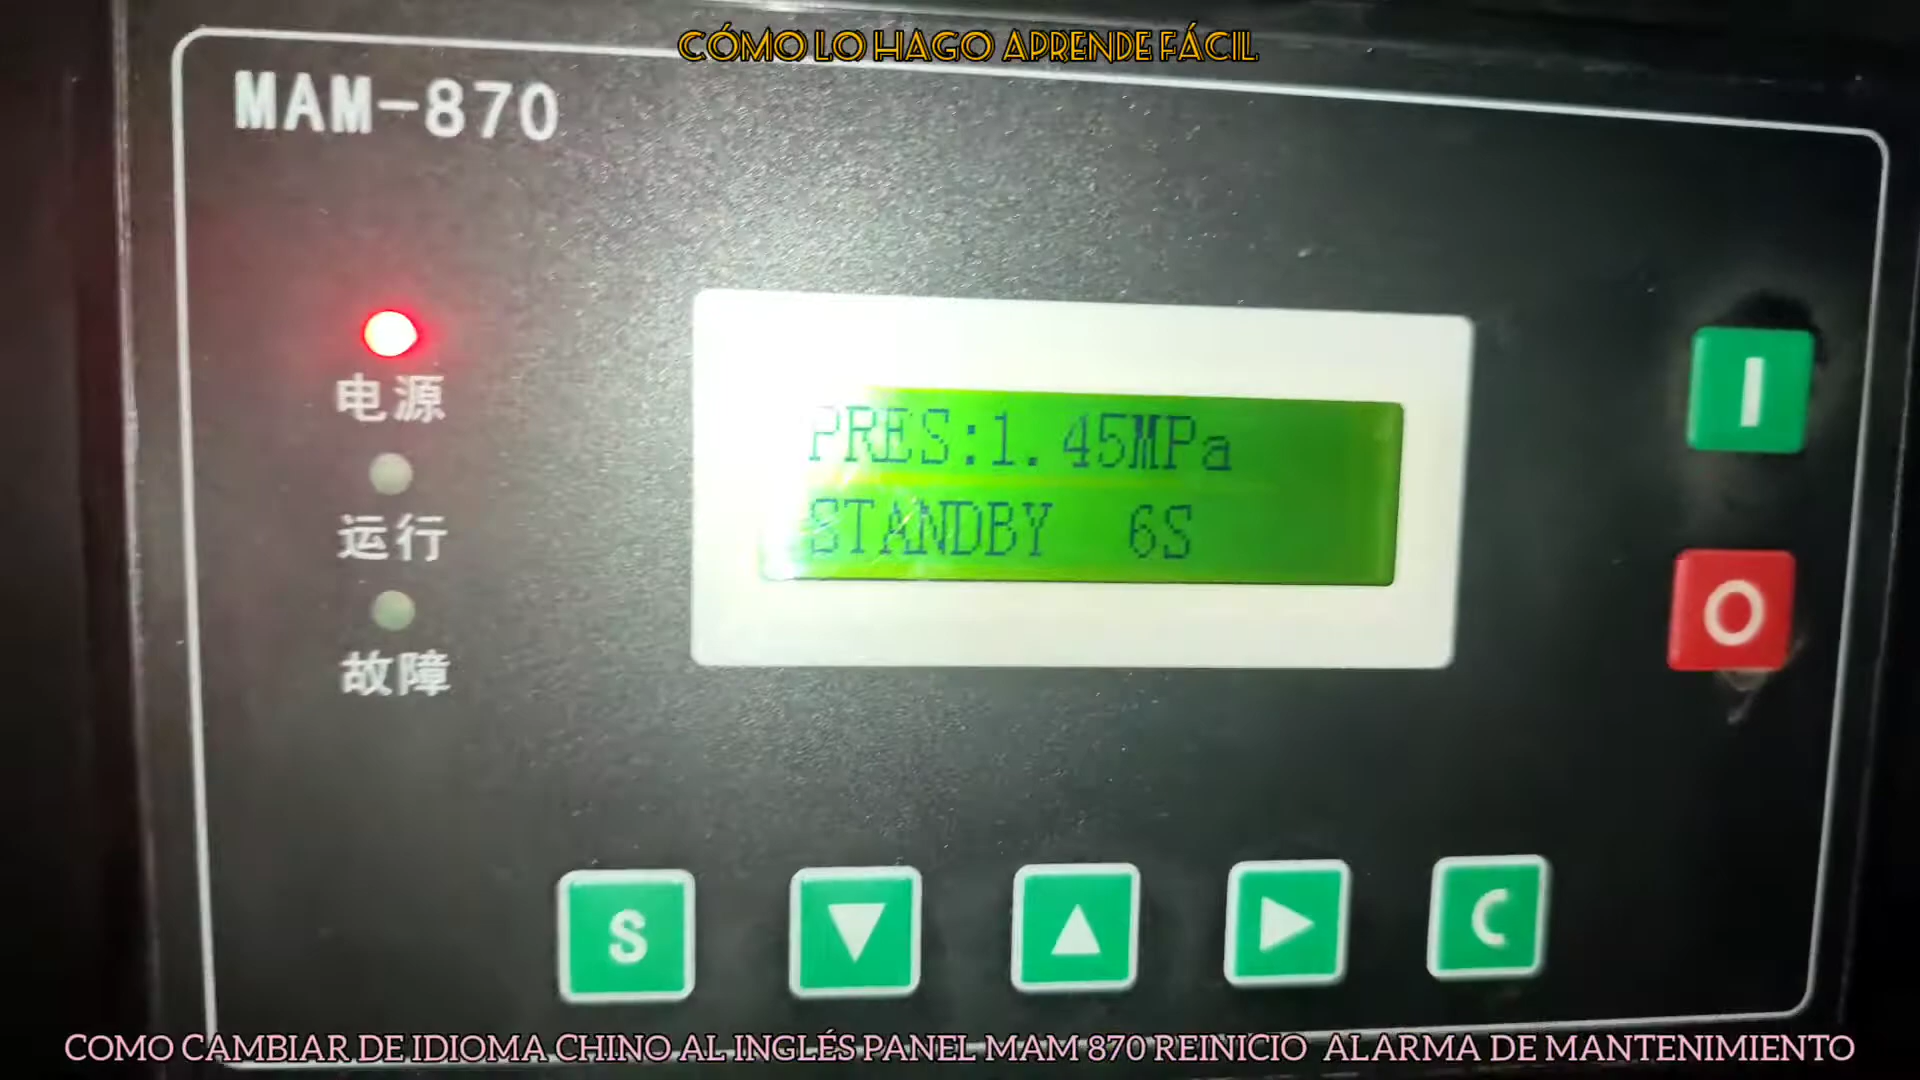 CÓMO LO HAGO APRENDE FÁCIL
MAM-870
电源
运行
故障
PRES:1.45MPa
STANDBY 6S
I
O
S
C
COMO CAMBIAR DE IDIOMA CHINO AL INGLÉS PANEL MAM 870 REINICIO ALARMA DE MANTENIMIENTO